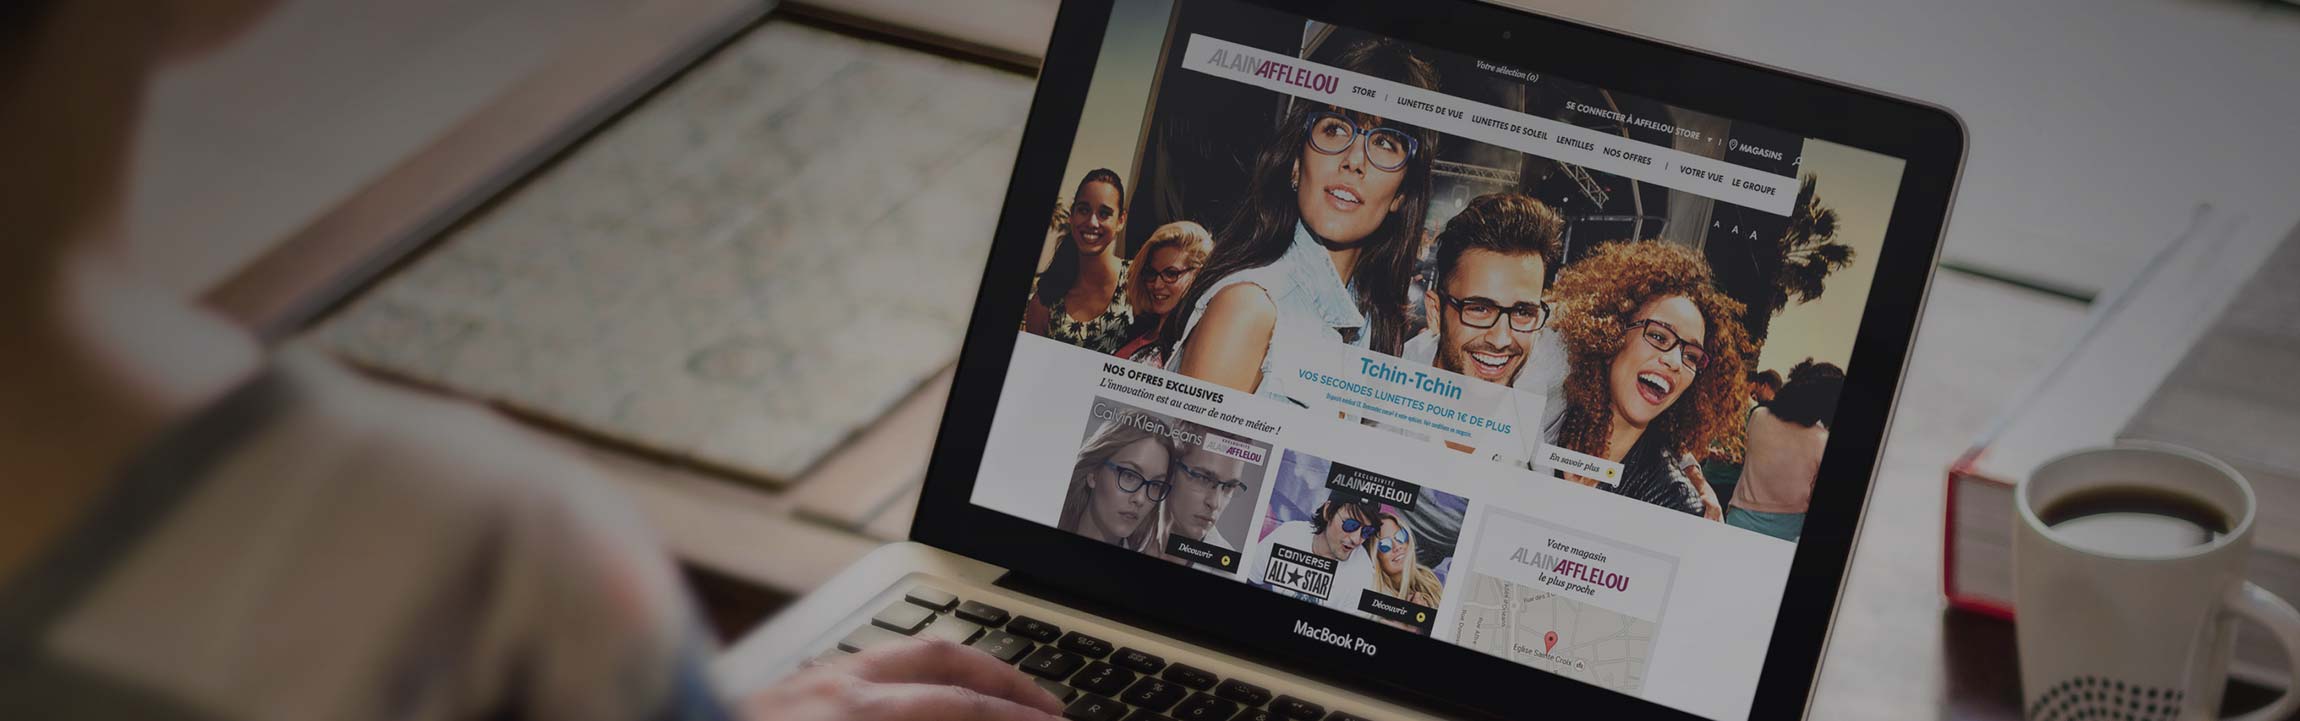 Votre sélection (0)
SE CONNECTER À AFFLELOU STORE
MAGASINS
ALAINAFFLELOU STORE | LUNETTES DE VUE LUNETTES DE SOLEIL LENTILLES NOS OFFRES | VOTRE VUE LE GROUPE
A A A
Tchin-Tchin
VOS SECONDES LUNETTES POUR 1€ DE PLUS
En savoir plus
NOS OFFRES EXCLUSIVES
L'innovation est au cœur de notre métier !
Calvin Klein Jeans
EXCLUSIVITÉ
ALAINAFFLELOU
Découvrir
EXCLUSIVITÉ
ALAINAFFLELOU
CONVERSE
ALL★STAR
Découvrir
Votre magasin
ALAINAFFLELOU
le plus proche
Eglise Sainte Croix
MacBook Pro